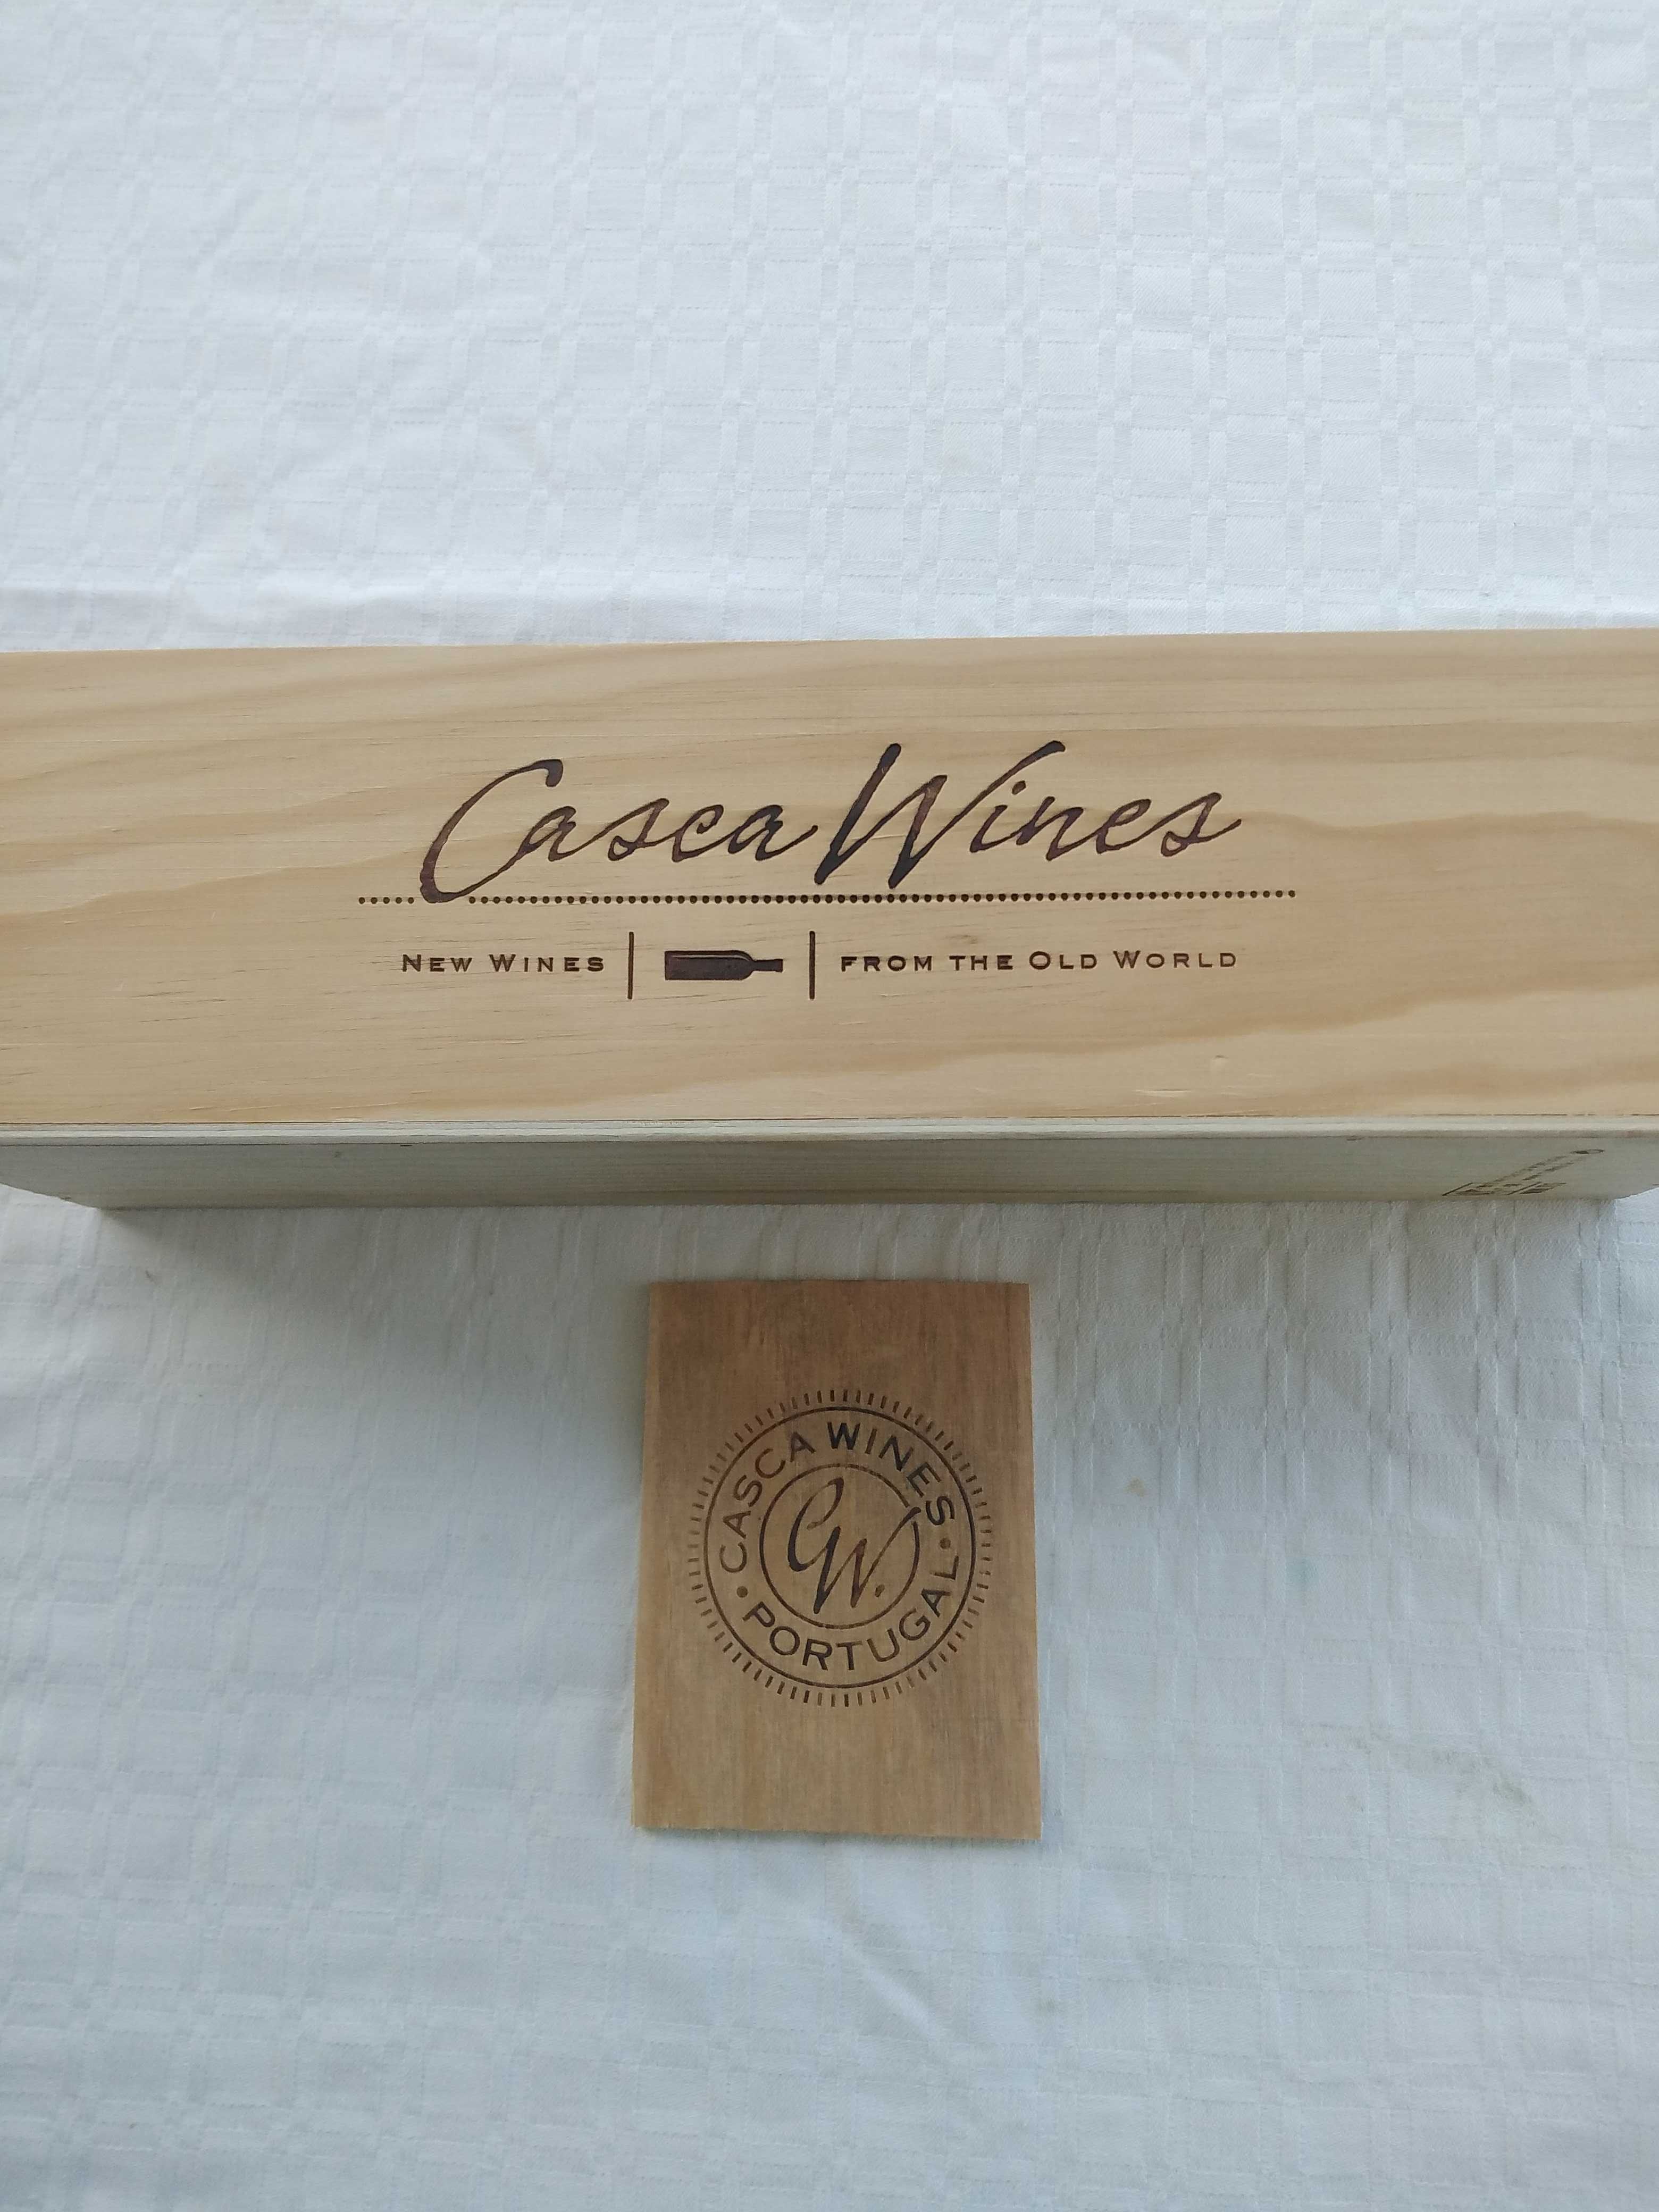 Casca Wines
New Wines
from the Old World
CASCA WINES
CW.
PORTUGAL